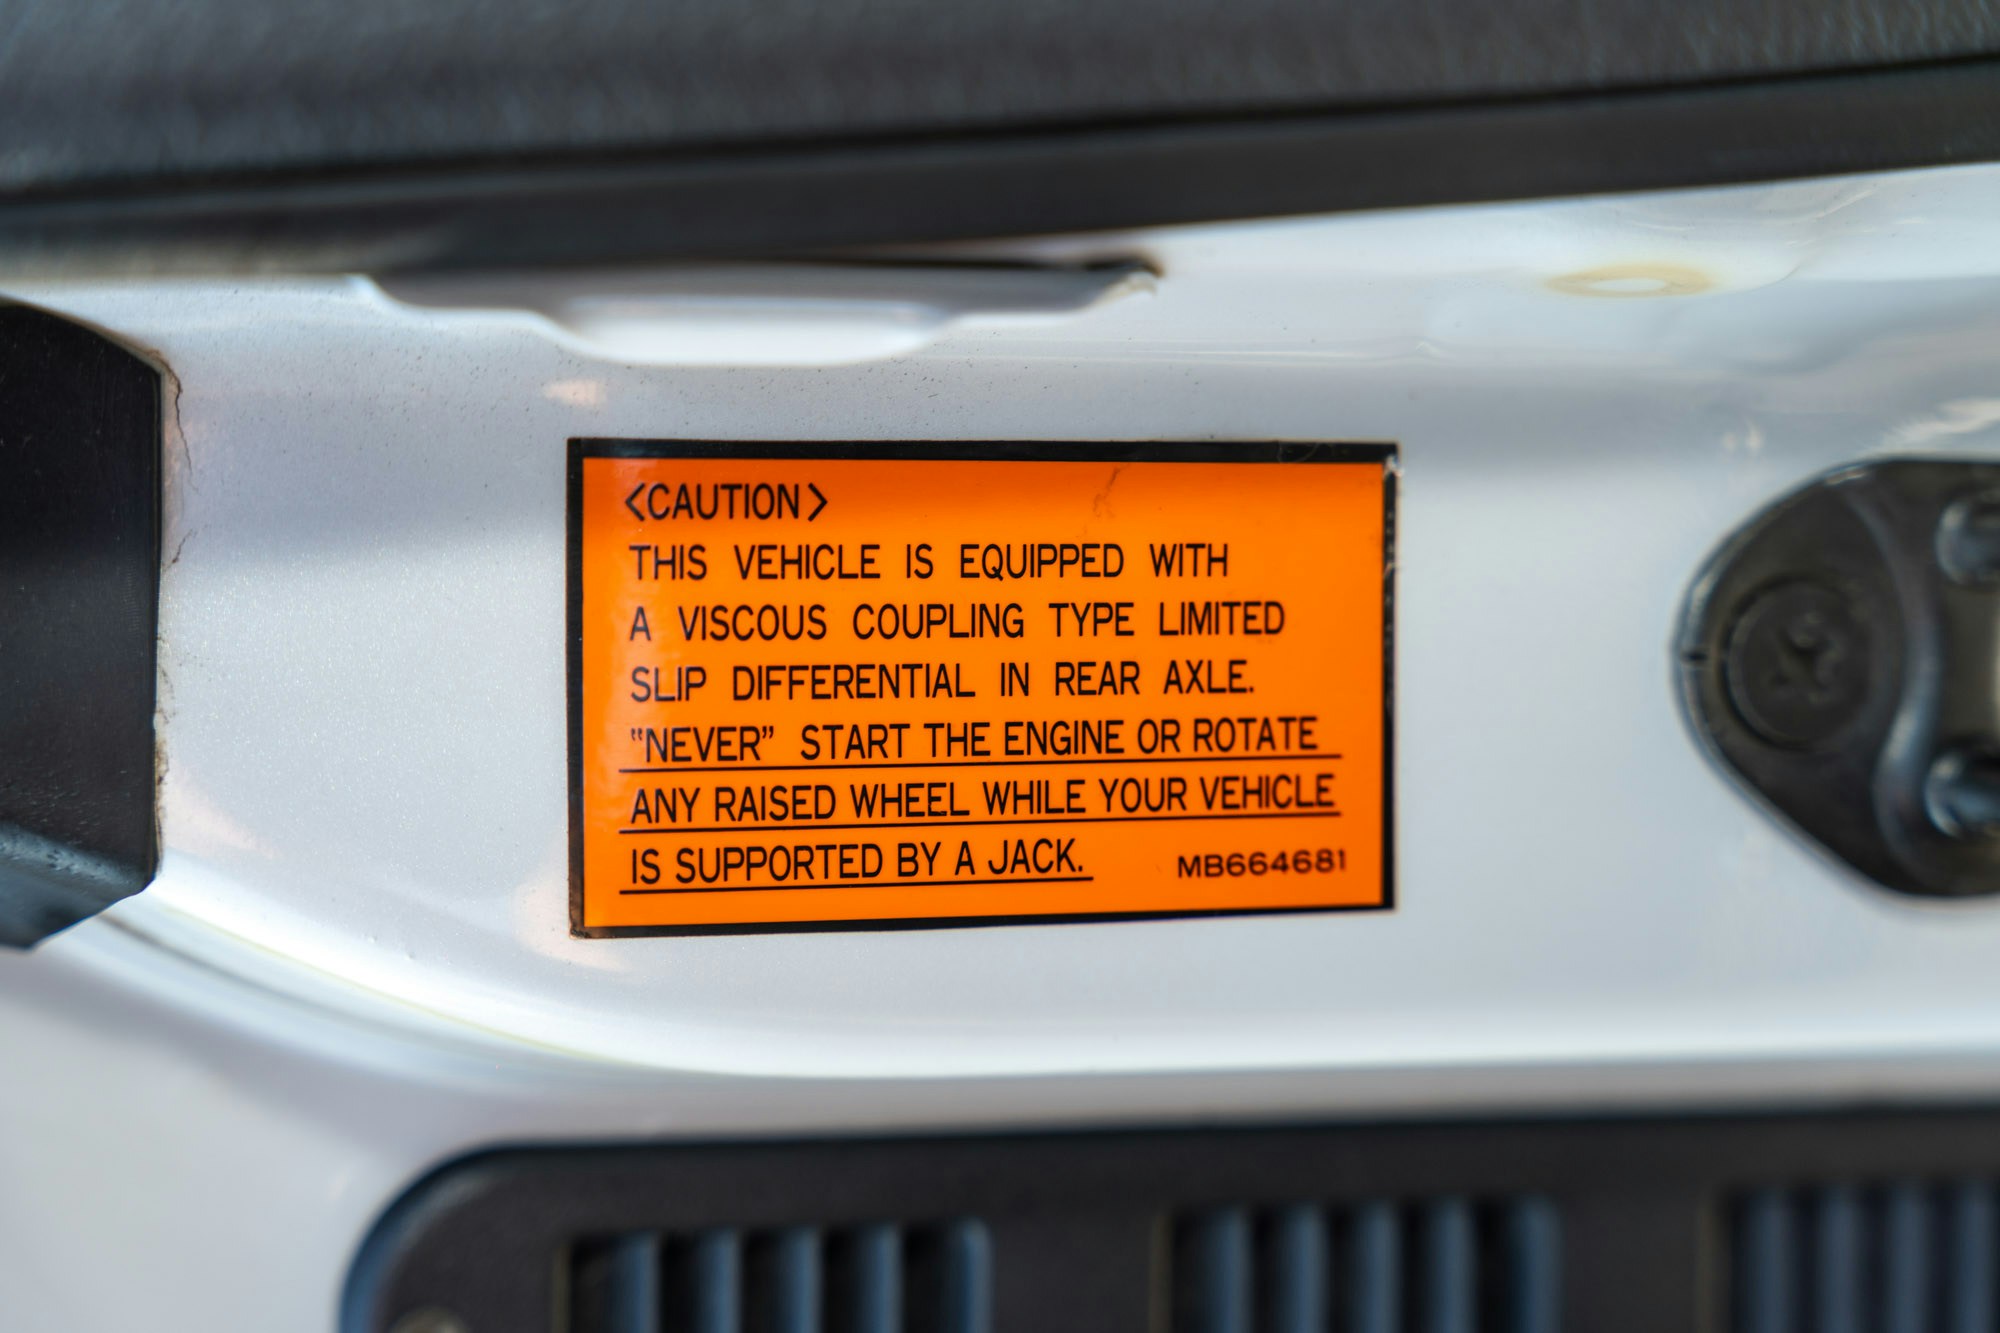 <CAUTION>
THIS VEHICLE IS EQUIPPED WITH
A VISCOUS COUPLING TYPE LIMITED
SLIP DIFFERENTIAL IN REAR AXLE.
“NEVER” START THE ENGINE OR ROTATE
ANY RAISED WHEEL WHILE YOUR VEHICLE
IS SUPPORTED BY A JACK. MB664681